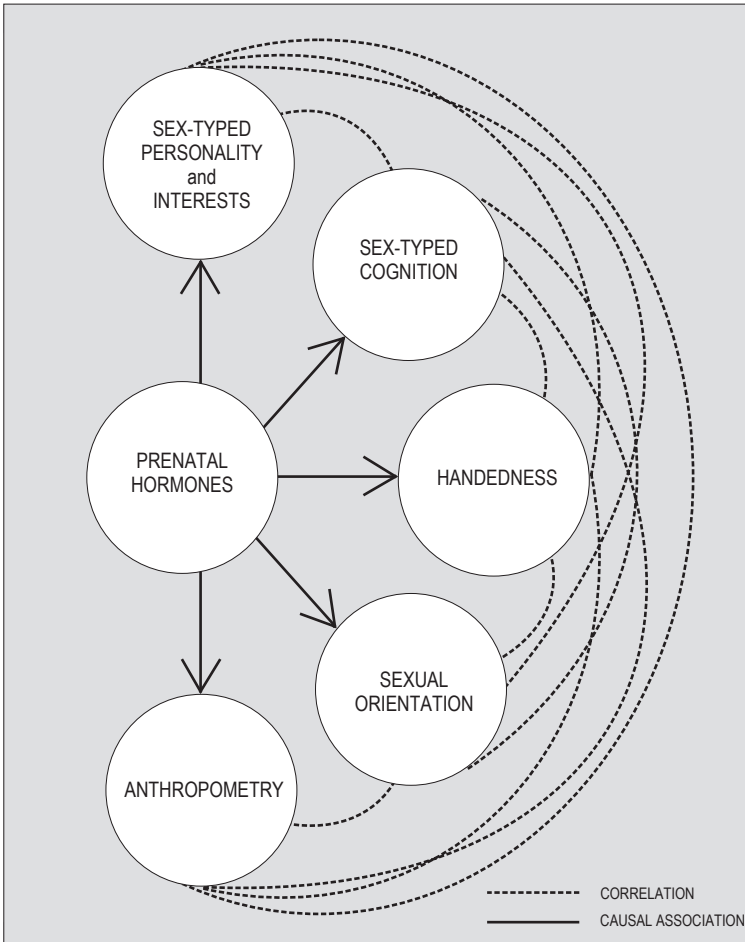 SEX-TYPED
PERSONALITY
and
INTERESTS
SEX-TYPED
COGNITION
PRENATAL
HORMONES
HANDEDNESS
SEXUAL
ORIENTATION
ANTHROPOMETRY
CORRELATION
CAUSAL ASSOCIATION